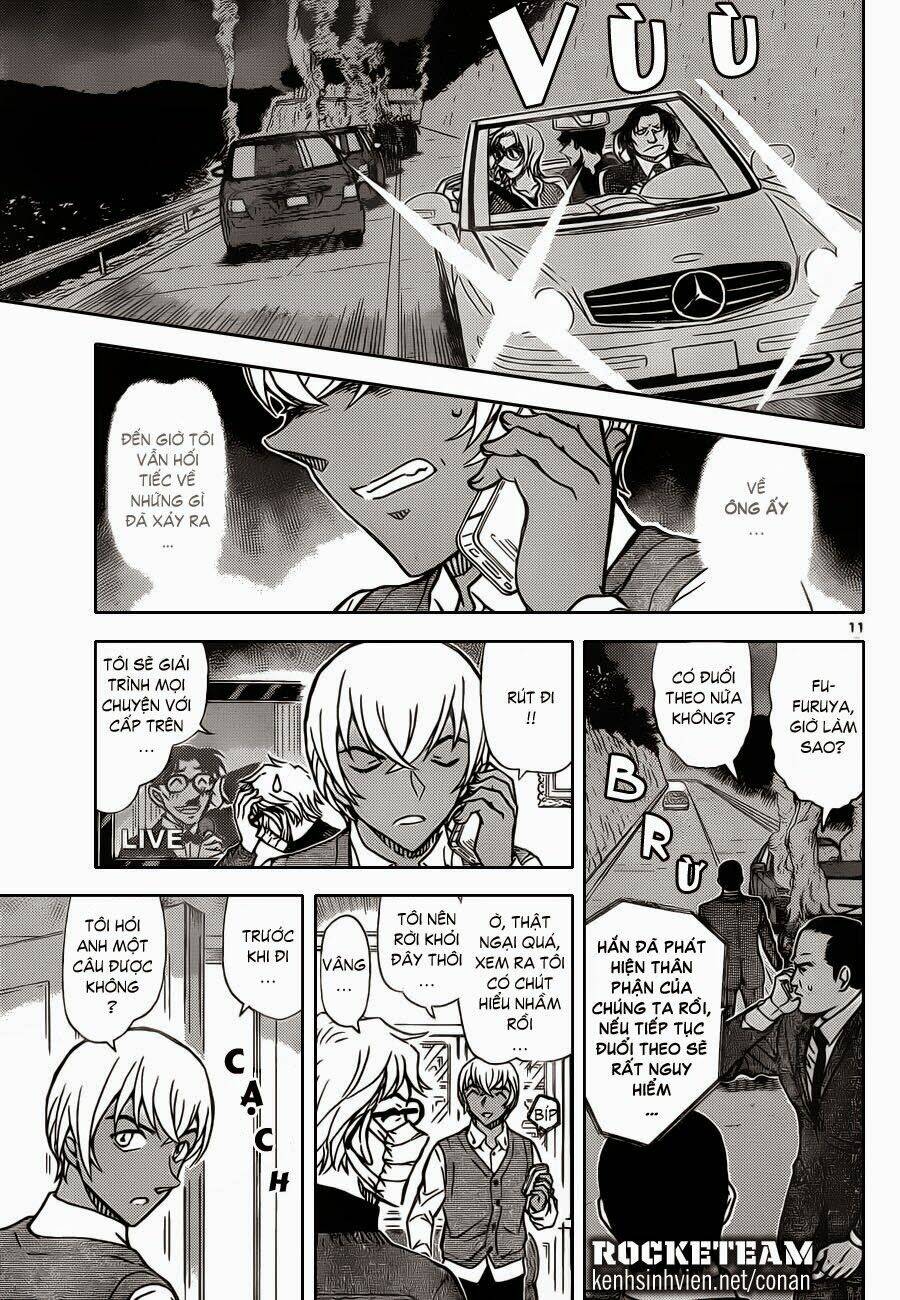 VÙÙ
VỀ
ÔNG ẤY
...
ĐẾN GIỜ TÔI
VẪN HỐI
TIẾC VỀ
NHỮNG GÌ
ĐÃ XẢY RA
...
11
FU-
FURUYA,
GIỜ LÀM
SAO?
CÓ ĐUỔI
THEO NỮA
KHÔNG?
BRỪ
HẮN ĐÃ PHÁT
HIỆN THÂN
PHẬN CỦA
CHÚNG TA RỒI,
NẾU TIẾP TỤC
ĐUỔI THEO SẼ
RẤT NGUY
HIỂM
...
RÚT ĐI
!!
TÔI SẼ GIẢI
TRÌNH MỌI
CHUYỆN VỚI
CẤP TRÊN
...
LIVE
Ờ, THẬT
NGẠI QUÁ,
XEM RA TÔI
CÓ CHÚT
HIỂU NHẦM
RỒI
...
TÔI NÊN
RỜI KHỎI
ĐÂY THÔI
...
BÍP
VÂNG
TRƯỚC
KHI ĐI
...
TÔI HỎI
ANH MỘT
CÂU ĐƯỢC
KHÔNG
?
CẠCH
ROCKETEAM
kenhsinhvien.net/conan